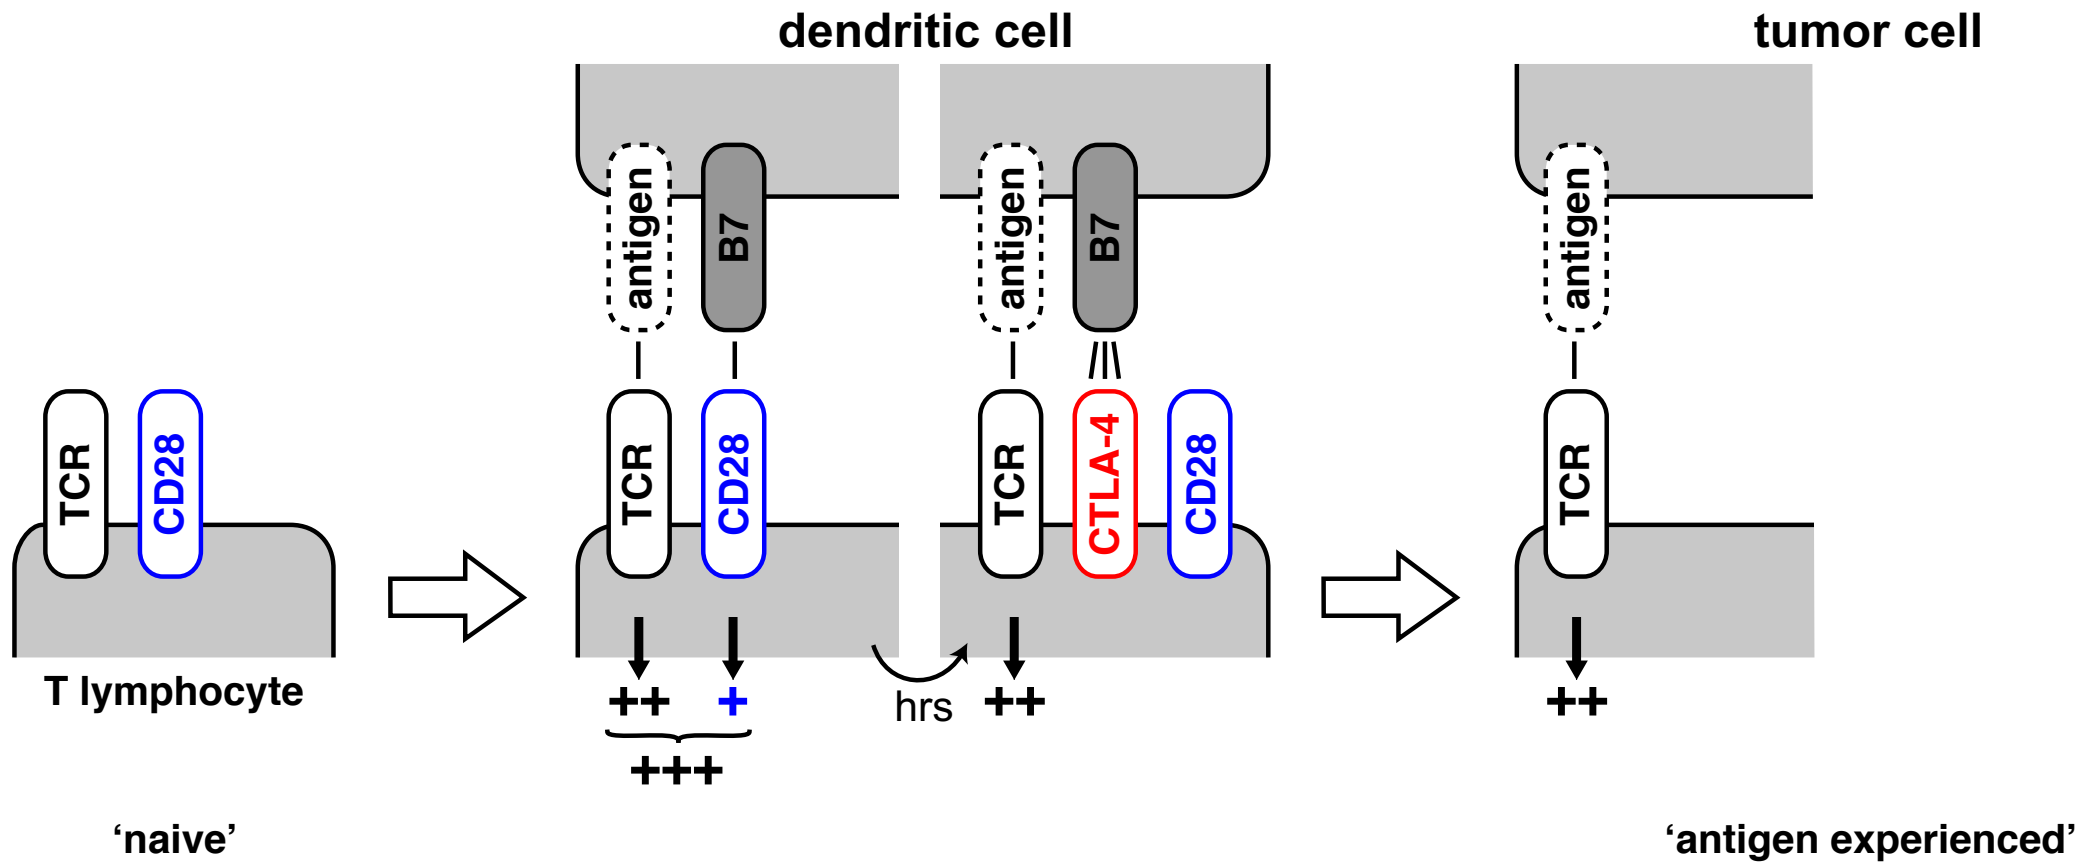 dendritic cell
tumor cell
antigen
B7
antigen
B7
antigen
TCR
CD28
TCR
CD28
TCR
CTLA-4
CD28
TCR
T lymphocyte
++
+
hrs
++
++
+++
‘naive’
‘antigen experienced’